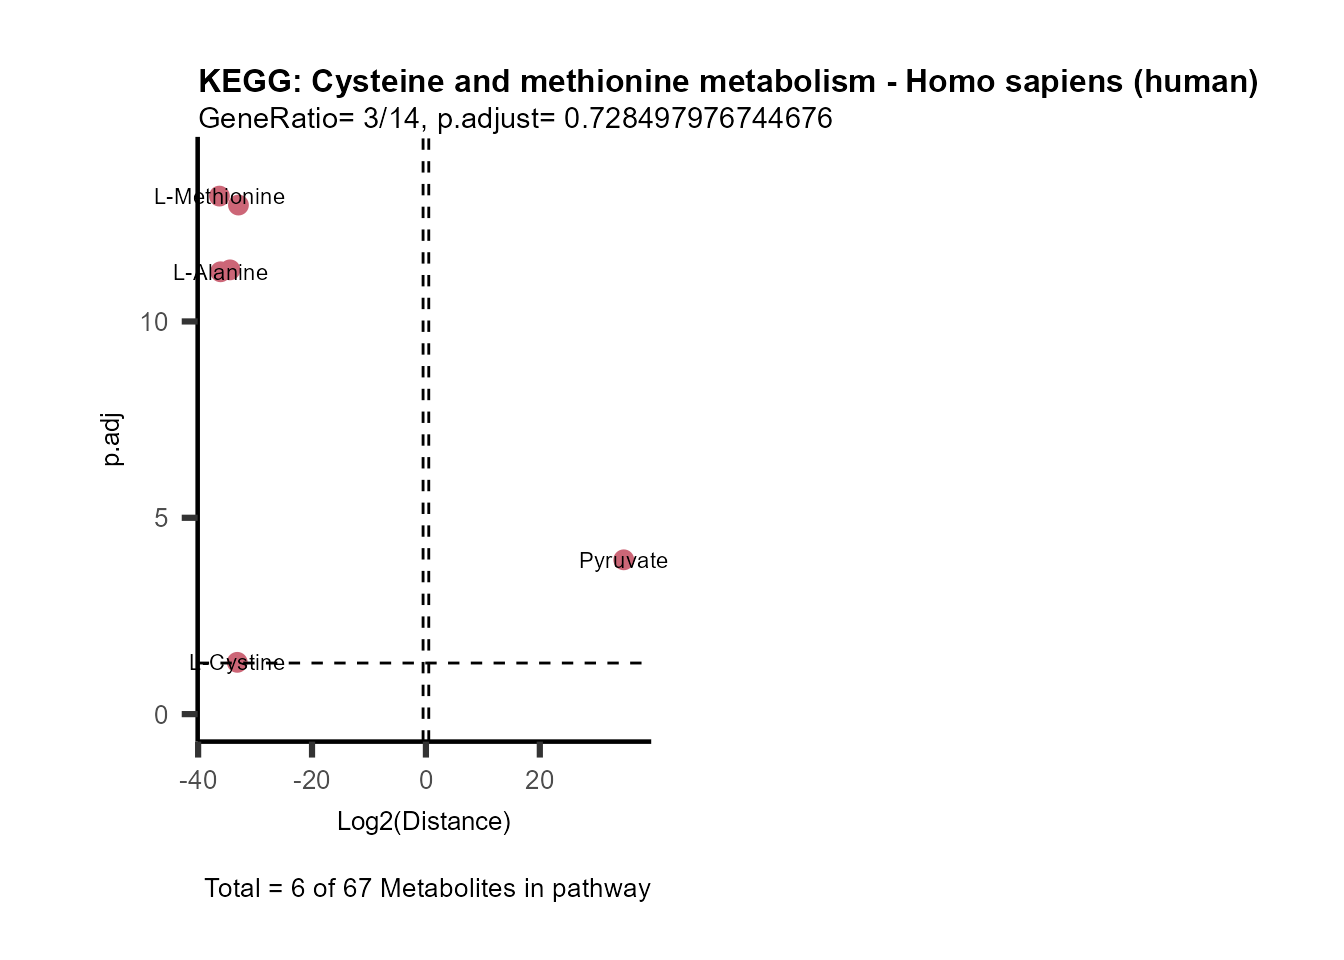 KEGG: Cysteine and methionine metabolism - Homo sapiens (human)
GeneRatio= 3/14, p.adjust= 0.728497976744676
L-Methionine
L-Alanine
10
p.adj
5
Pyruvate
L-Cystine
0
-40 -20 0 20
Log2(Distance)
Total = 6 of 67 Metabolites in pathway